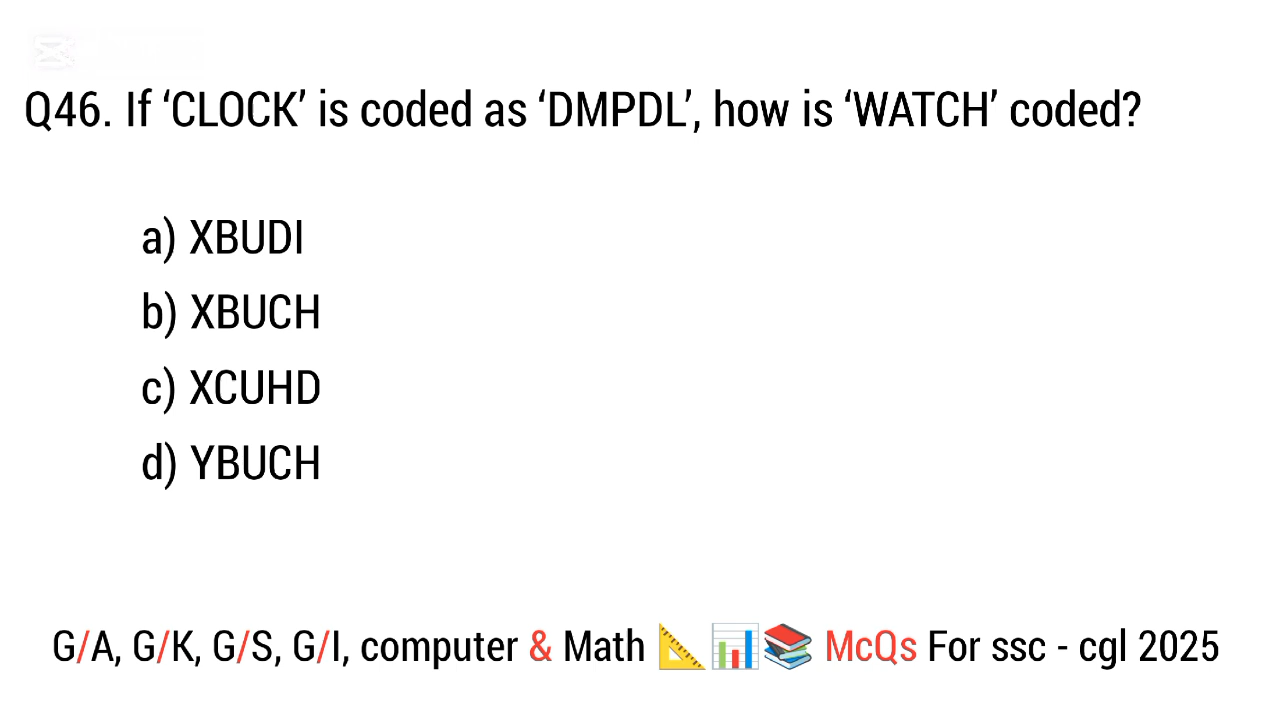 Q46. If ‘CLOCK’ is coded as ‘DMPDL’, how is ‘WATCH’ coded?
a) XBUDI
b) XBUCH
c) XCUHD
d) YBUCH
G/A, G/K, G/S, G/I, computer & Math 📐📊📚 McQs For ssc - cgl 2025